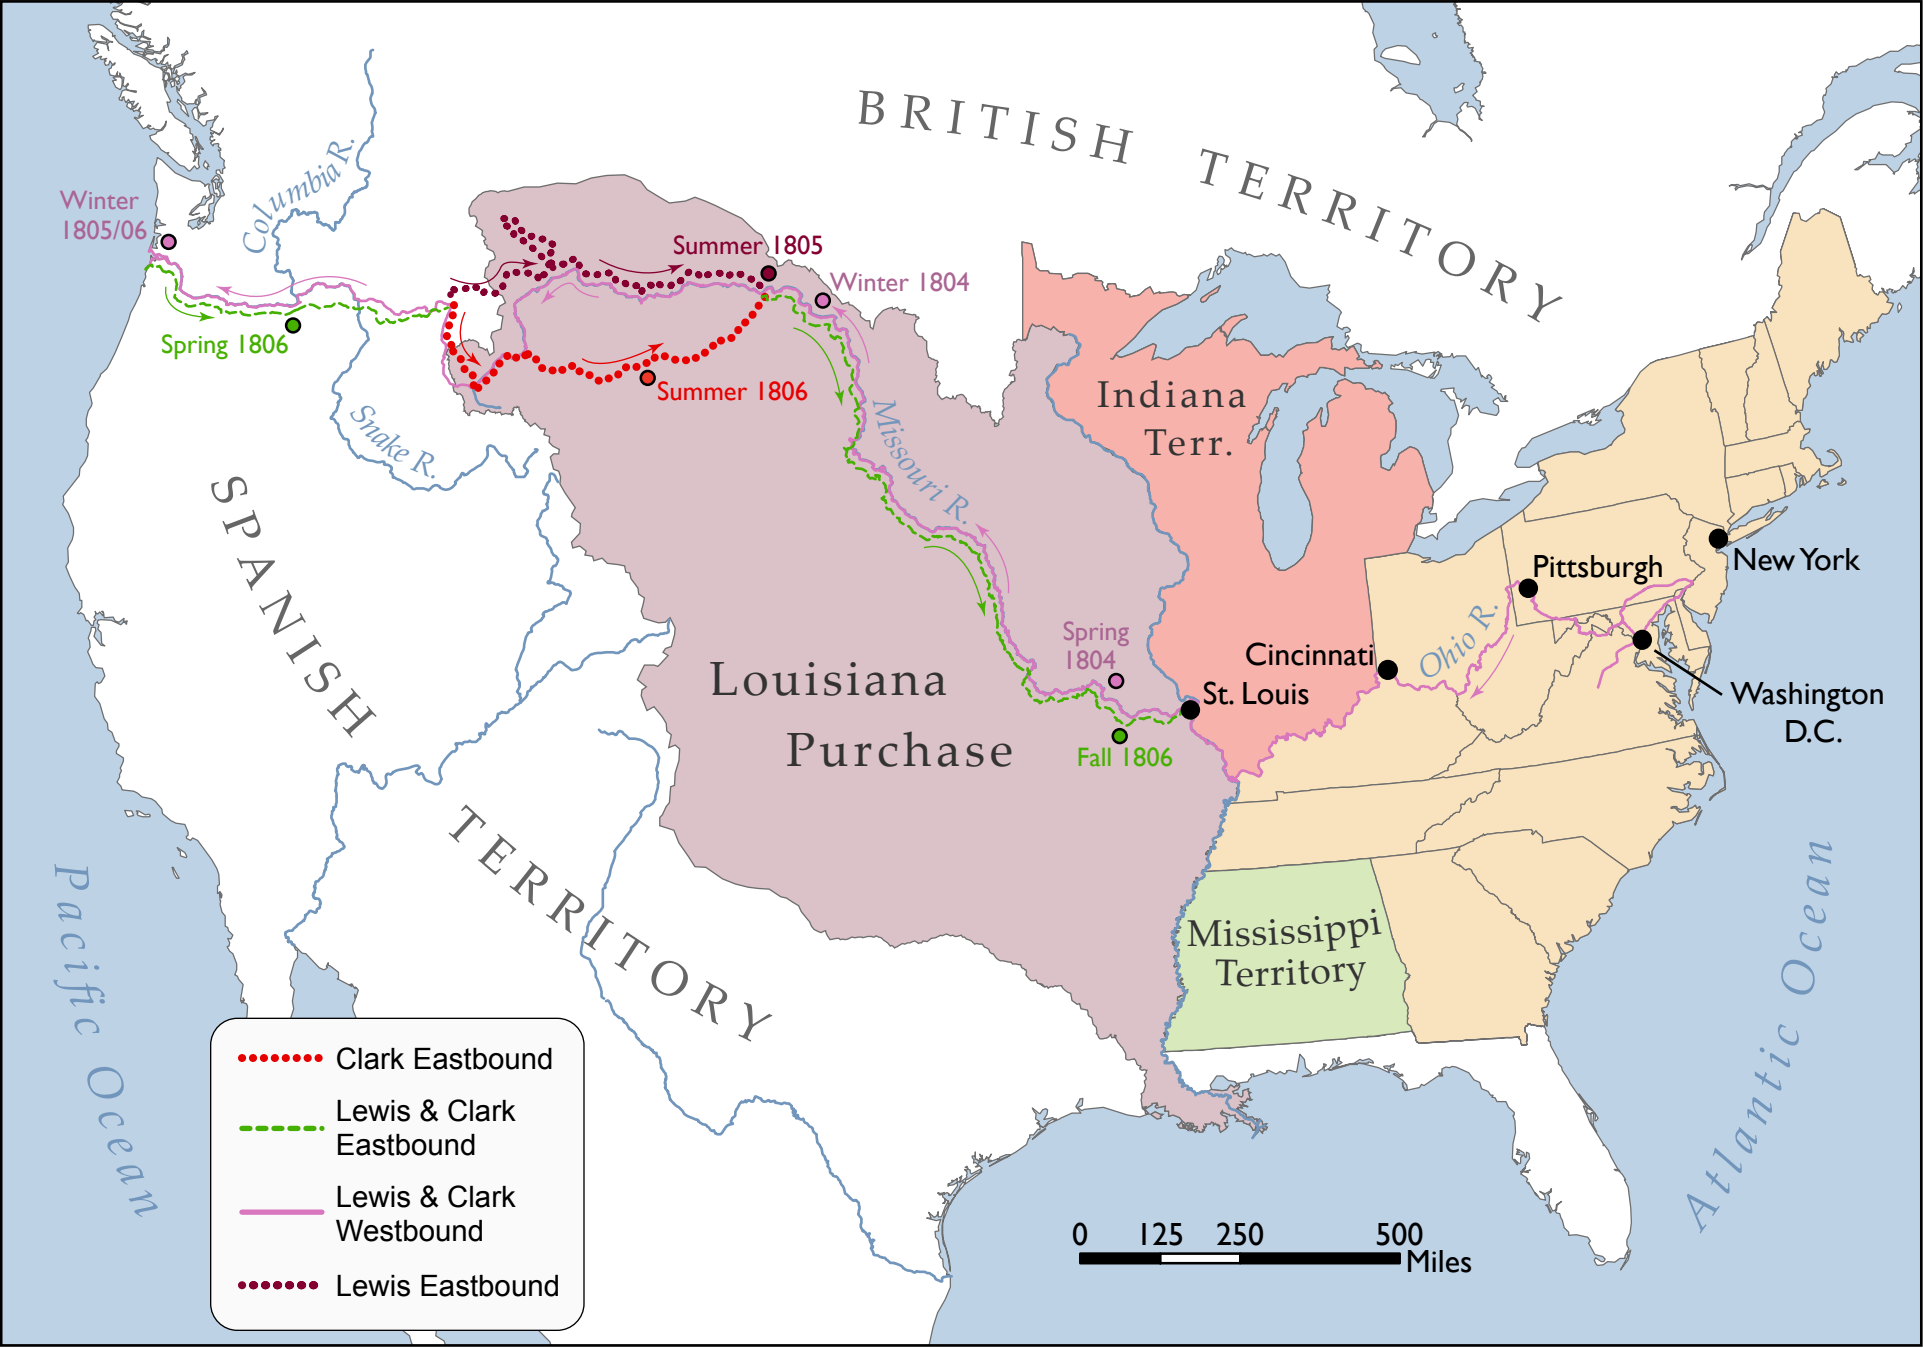 BRITISH TERRITORY
Columbia R.
Winter
1805/06
Summer 1805
Winter 1804
Spring 1806
Summer 1806
Indiana
Terr.
Snake R.
Missouri R.
SPANISH
TERRITORY
New York
Pittsburgh
Ohio R.
Cincinnati
Spring
1804
St. Louis
Washington
D.C.
Louisiana
Purchase
Fall 1806
Mississippi
Territory
Pacific Ocean
Atlantic Ocean
Clark Eastbound
Lewis & Clark
Eastbound
Lewis & Clark
Westbound
Lewis Eastbound
0 125 250 500
Miles